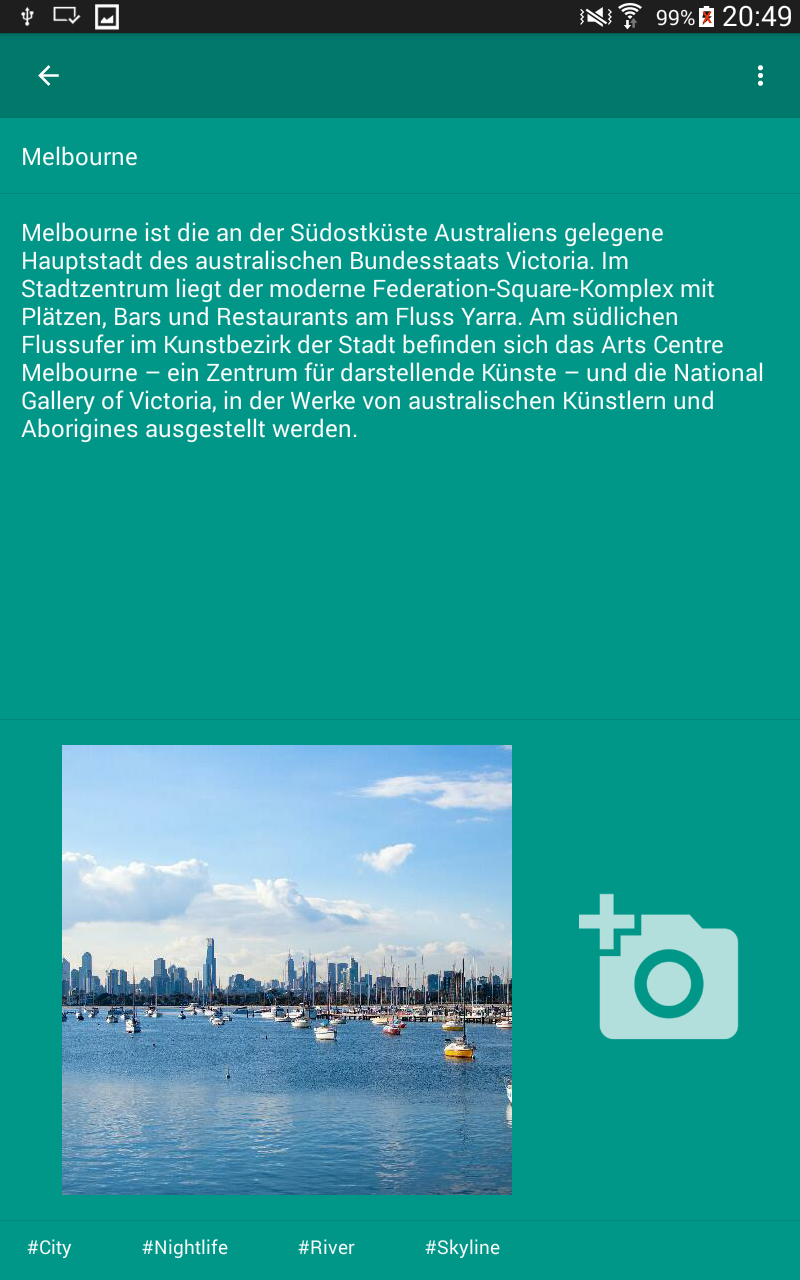 99% 20:49
Melbourne
Melbourne ist die an der Südostküste Australiens gelegene
Hauptstadt des australischen Bundesstaats Victoria. Im
Stadtzentrum liegt der moderne Federation-Square-Komplex mit
Plätzen, Bars und Restaurants am Fluss Yarra. Am südlichen
Flussufer im Kunstbezirk der Stadt befinden sich das Arts Centre
Melbourne – ein Zentrum für darstellende Künste – und die National
Gallery of Victoria, in der Werke von australischen Künstlern und
Aborigines ausgestellt werden.
#City #Nightlife #River #Skyline